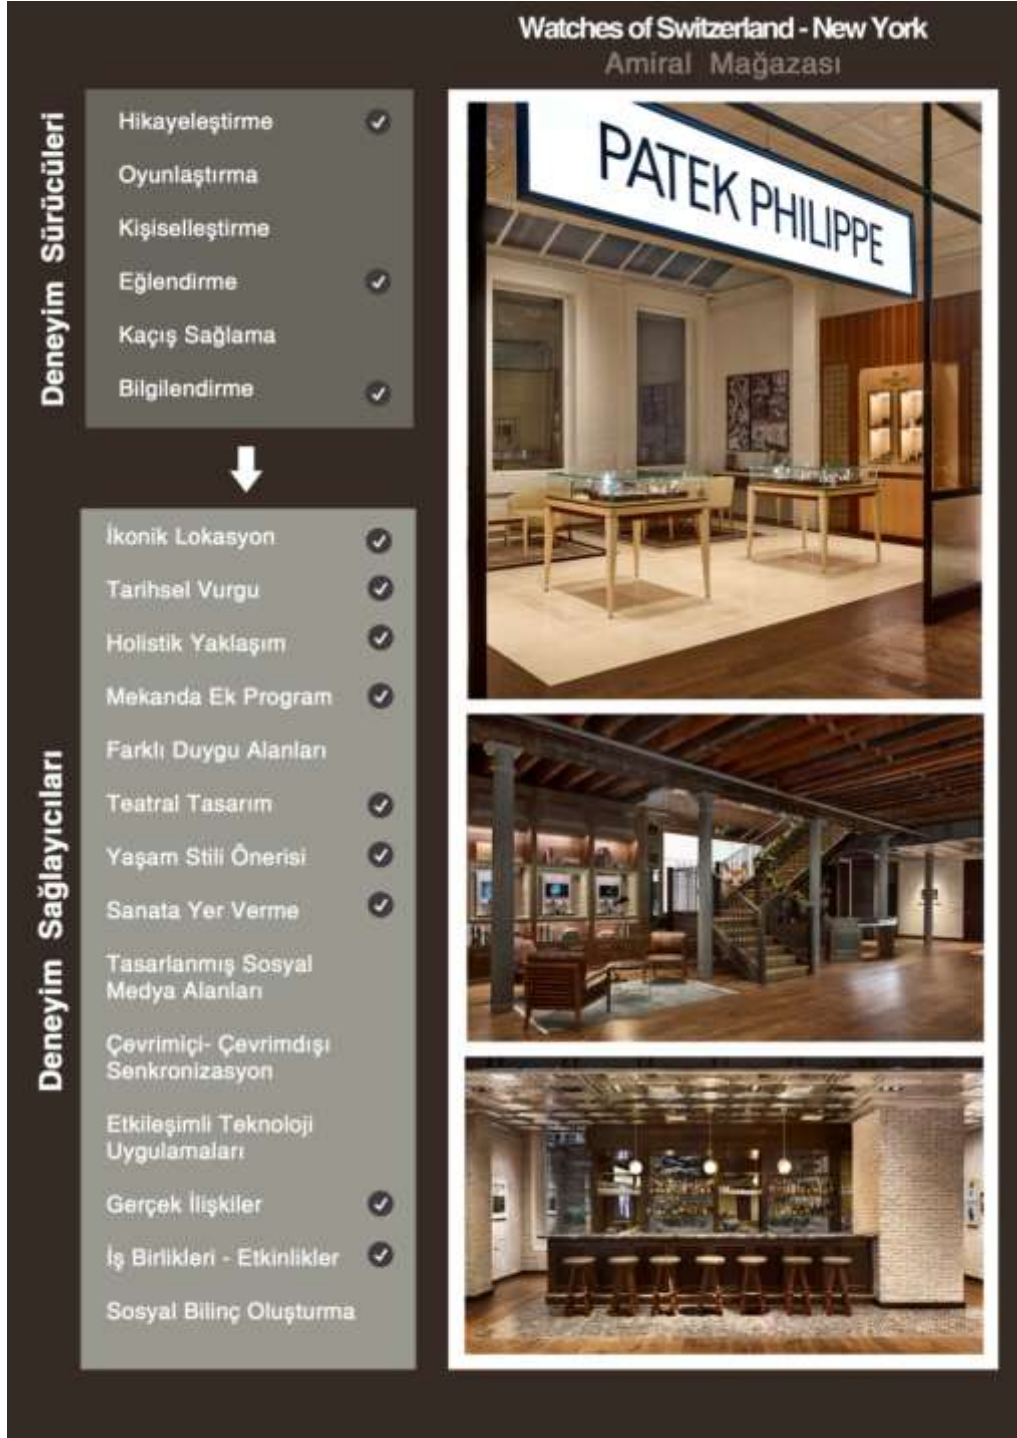 Watches of Switzerland - New York
Amiral Mağazası
Deneyim Sürücüleri
Hikayeleştirme
Oyunlaştırma
Kişiselleştirme
Eğlendirme
Kaçış Sağlama
Bilgilendirme
Deneyim Sağlayıcıları
İkonik Lokasyon
Tarihsel Vurgu
Holistik Yaklaşım
Mekanda Ek Program
Farklı Duygu Alanları
Teatral Tasarım
Yaşam Stili Önerisi
Sanata Yer Verme
Tasarlanmış Sosyal
Medya Alanları
Çevrimiçi- Çevrimdışı
Senkronizasyon
Etkileşimli Teknoloji
Uygulamaları
Gerçek İlişkiler
İş Birlikleri - Etkinlikler
Sosyal Bilinç Oluşturma
PATEK PHILIPPE